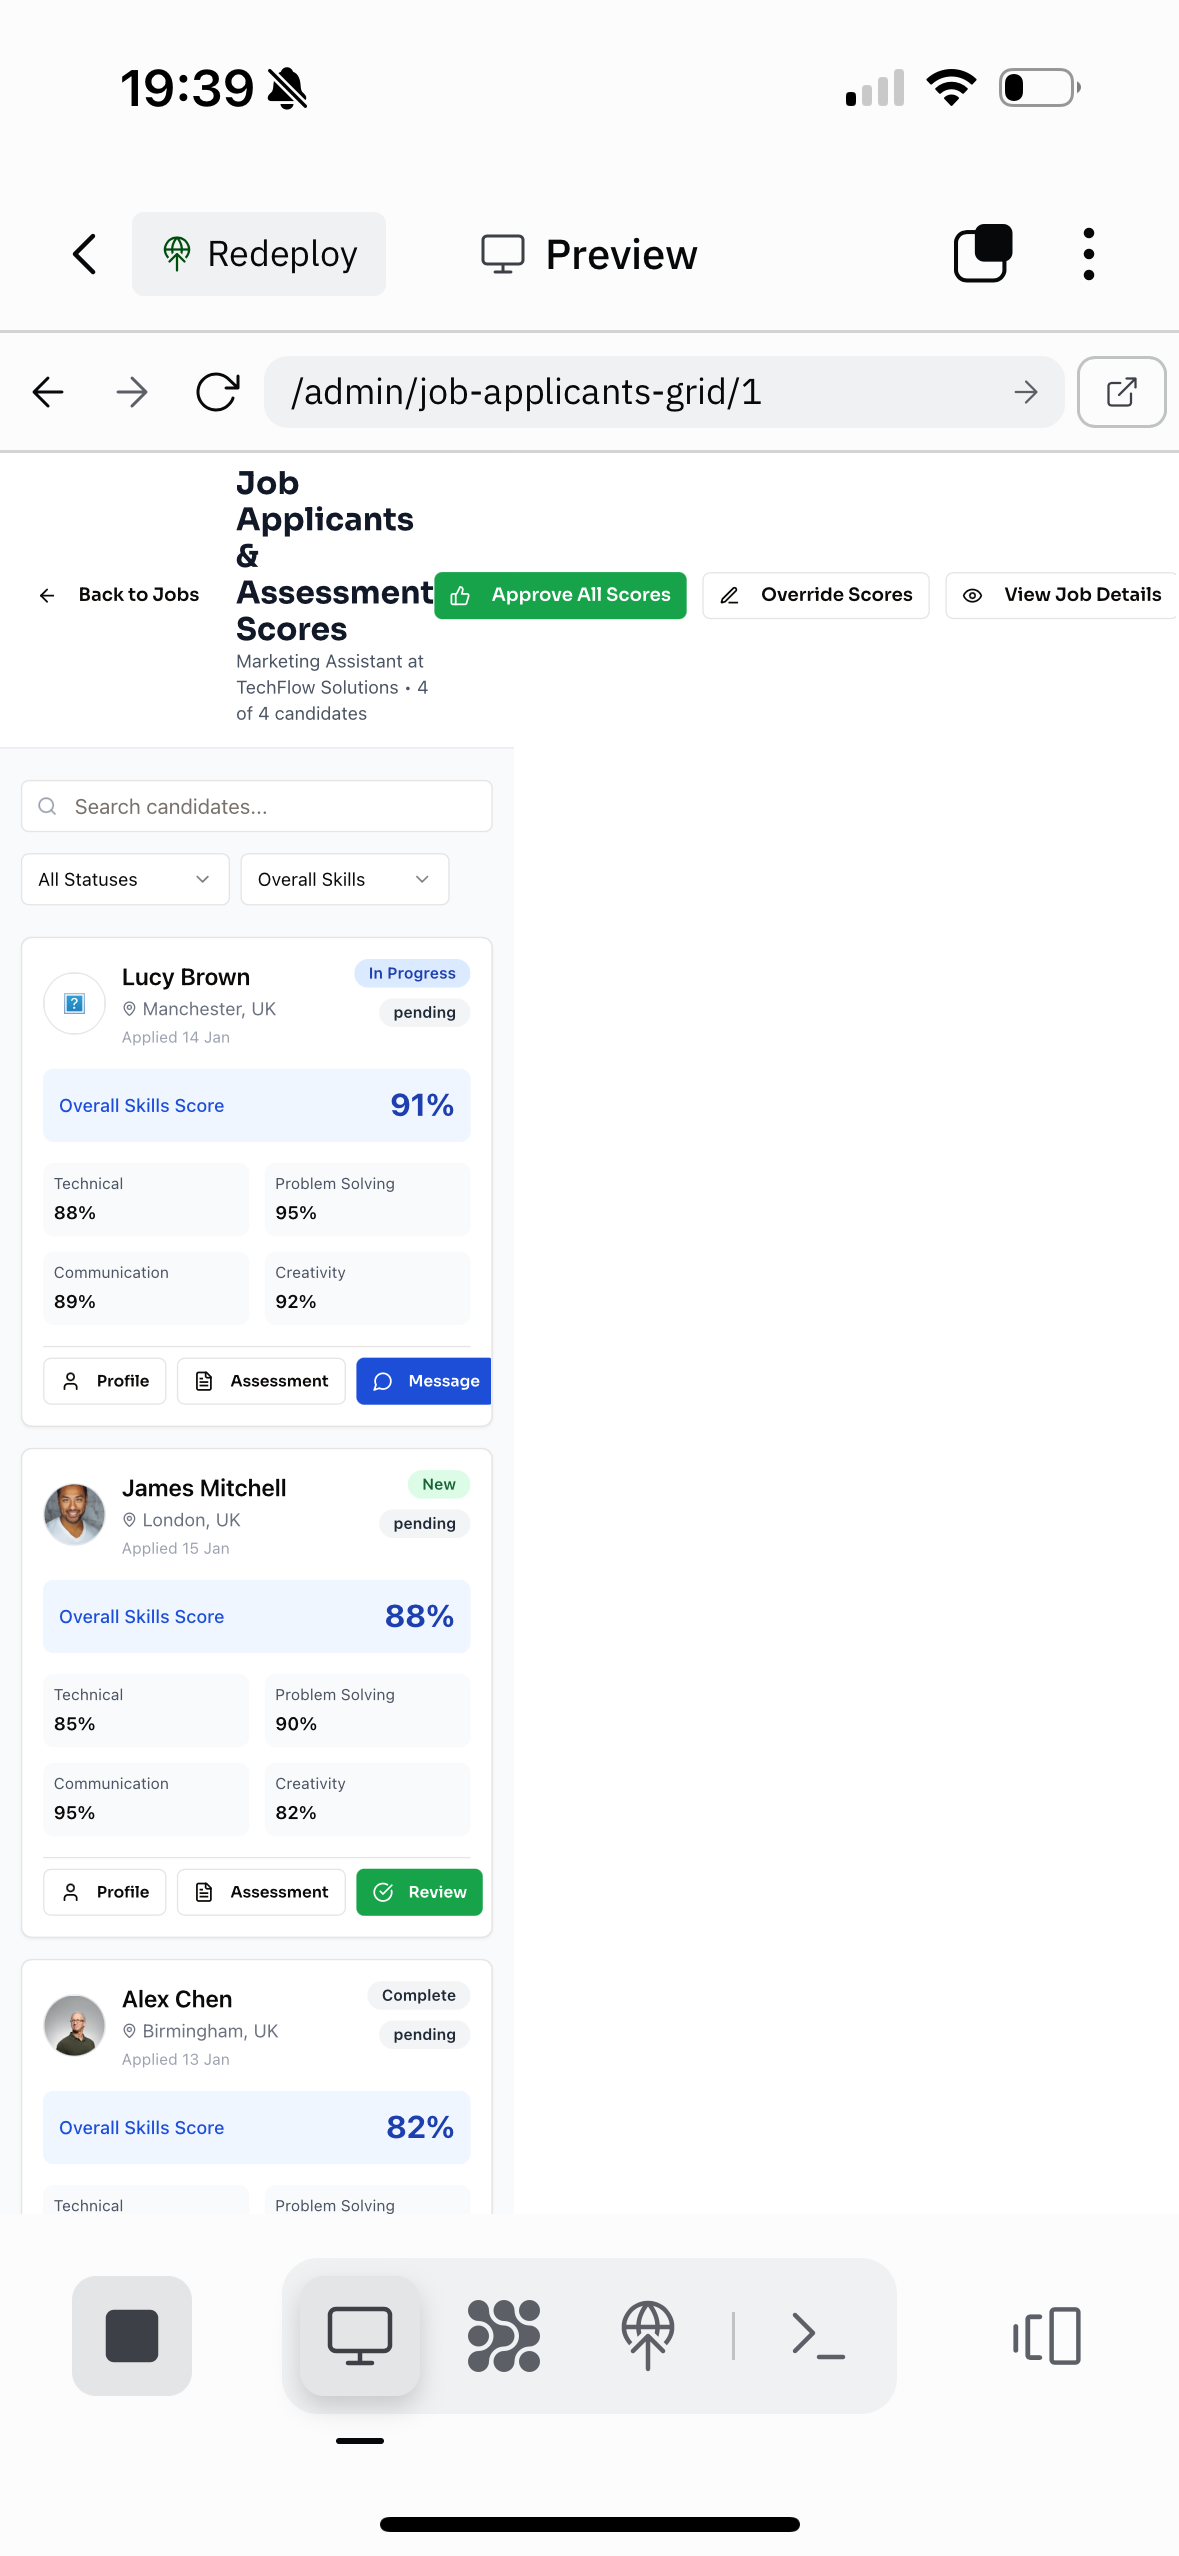 19:39
Redeploy
Preview
/admin/job-applicants-grid/1
Back to Jobs
Job
Applicants
&
Assessment
Scores
Marketing Assistant at
TechFlow Solutions • 4
of 4 candidates
Approve All Scores
Override Scores
View Job Details
Search candidates...
All Statuses
Overall Skills
Lucy Brown
In Progress
Manchester, UK
pending
Applied 14 Jan
Overall Skills Score
91%
Technical
Problem Solving
88%
95%
Communication
Creativity
89%
92%
Profile
Assessment
Message
James Mitchell
New
London, UK
pending
Applied 15 Jan
Overall Skills Score
88%
Technical
Problem Solving
85%
90%
Communication
Creativity
95%
82%
Profile
Assessment
Review
Alex Chen
Complete
Birmingham, UK
pending
Applied 13 Jan
Overall Skills Score
82%
Technical
Problem Solving